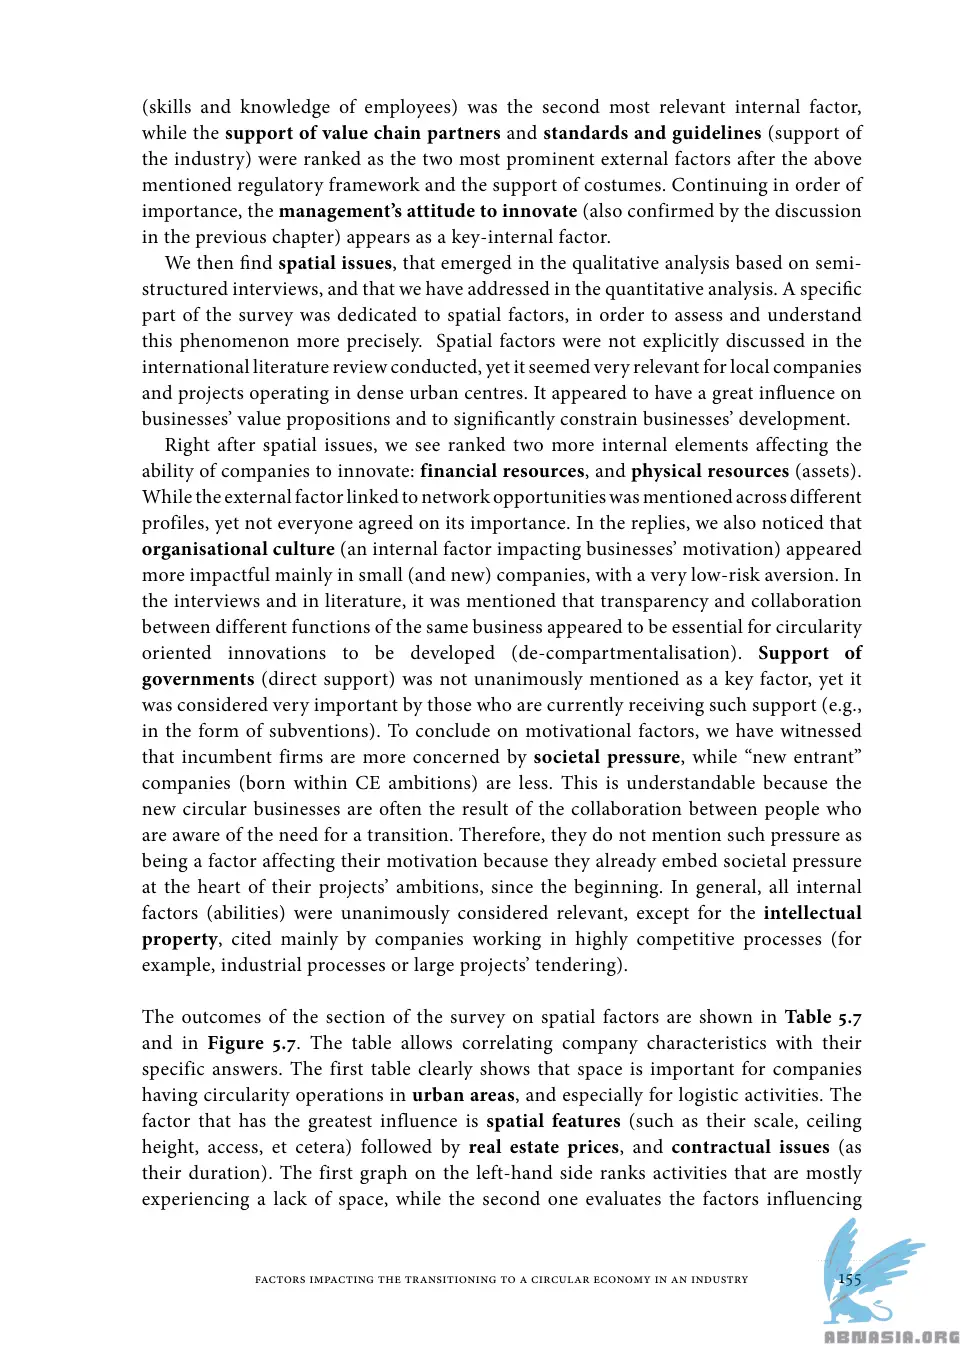 (skills and knowledge of employees) was the second most relevant internal factor,
while the support of value chain partners and standards and guidelines (support of
the industry) were ranked as the two most prominent external factors after the above
mentioned regulatory framework and the support of costumes. Continuing in order of
importance, the management’s attitude to innovate (also confirmed by the discussion
in the previous chapter) appears as a key-internal factor.
We then find spatial issues, that emerged in the qualitative analysis based on semi-
structured interviews, and that we have addressed in the quantitative analysis. A specific
part of the survey was dedicated to spatial factors, in order to assess and understand
this phenomenon more precisely. Spatial factors were not explicitly discussed in the
international literature review conducted, yet it seemed very relevant for local companies
and projects operating in dense urban centres. It appeared to have a great influence on
businesses’ value propositions and to significantly constrain businesses’ development.
Right after spatial issues, we see ranked two more internal elements affecting the
ability of companies to innovate: financial resources, and physical resources (assets).
While the external factor linked to network opportunities was mentioned across different
profiles, yet not everyone agreed on its importance. In the replies, we also noticed that
organisational culture (an internal factor impacting businesses’ motivation) appeared
more impactful mainly in small (and new) companies, with a very low-risk aversion. In
the interviews and in literature, it was mentioned that transparency and collaboration
between different functions of the same business appeared to be essential for circularity
oriented innovations to be developed (de-compartmentalisation). Support of
governments (direct support) was not unanimously mentioned as a key factor, yet it
was considered very important by those who are currently receiving such support (e.g.,
in the form of subventions). To conclude on motivational factors, we have witnessed
that incumbent firms are more concerned by societal pressure, while “new entrant”
companies (born within CE ambitions) are less. This is understandable because the
new circular businesses are often the result of the collaboration between people who
are aware of the need for a transition. Therefore, they do not mention such pressure as
being a factor affecting their motivation because they already embed societal pressure
at the heart of their projects’ ambitions, since the beginning. In general, all internal
factors (abilities) were unanimously considered relevant, except for the intellectual
property, cited mainly by companies working in highly competitive processes (for
example, industrial processes or large projects’ tendering).
The outcomes of the section of the survey on spatial factors are shown in Table 5.7
and in Figure 5.7. The table allows correlating company characteristics with their
specific answers. The first table clearly shows that space is important for companies
having circularity operations in urban areas, and especially for logistic activities. The
factor that has the greatest influence is spatial features (such as their scale, ceiling
height, access, et cetera) followed by real estate prices, and contractual issues (as
their duration). The first graph on the left-hand side ranks activities that are mostly
experiencing a lack of space, while the second one evaluates the factors influencing
FACTORS IMPACTING THE TRANSITIONING TO A CIRCULAR ECONOMY IN AN INDUSTRY 155
ABNASIA.ORG